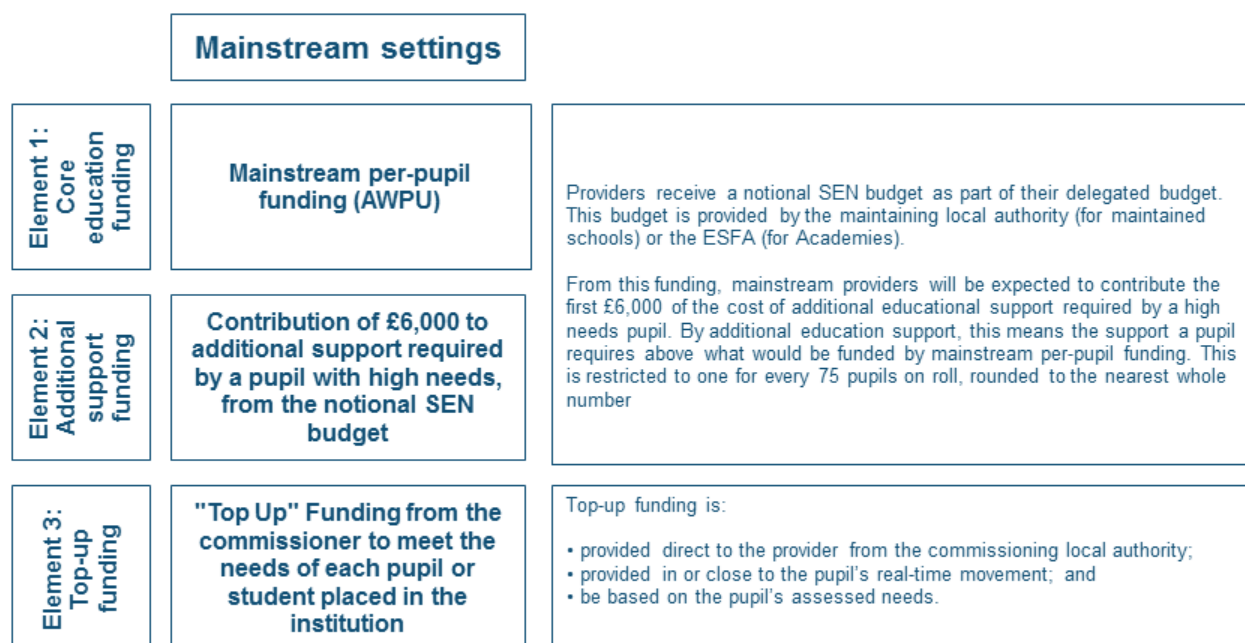 Mainstream settings
Element 1:
Core
education
funding
Mainstream per-pupil
funding (AWPU)
Providers receive a notional SEN budget as part of their delegated budget.
This budget is provided by the maintaining local authority (for maintained
schools) or the ESFA (for Academies).
From this funding, mainstream providers will be expected to contribute the
first £6,000 of the cost of additional educational support required by a high
needs pupil. By additional education support, this means the support a pupil
requires above what would be funded by mainstream per-pupil funding. This
is restricted to one for every 75 pupils on roll, rounded to the nearest whole
number
Element 2:
Additional
support
funding
Contribution of £6,000 to
additional support required
by a pupil with high needs,
from the notional SEN
budget
Element 3:
Top-up
funding
"Top Up" Funding from the
commissioner to meet the
needs of each pupil or
student placed in the
institution
Top-up funding is:
• provided direct to the provider from the commissioning local authority;
• provided in or close to the pupil's real-time movement; and
• be based on the pupil's assessed needs.